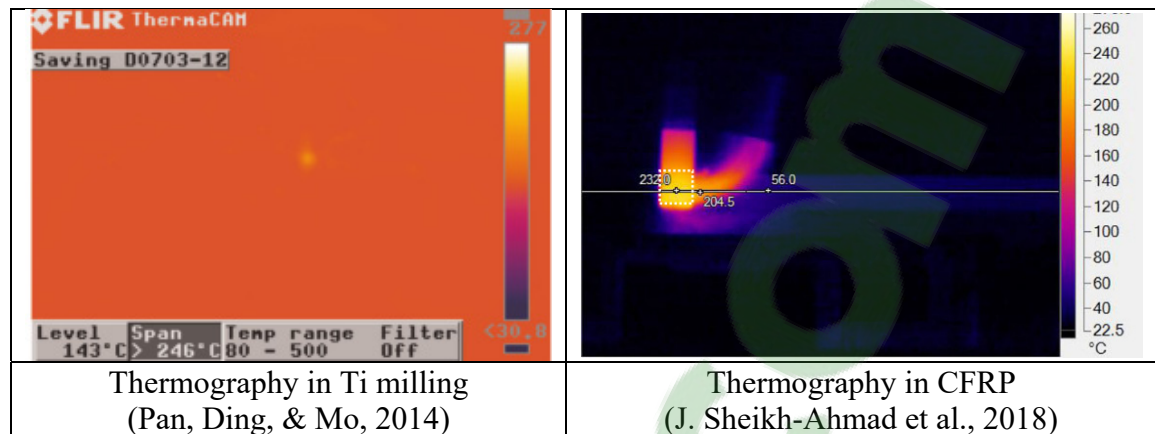 FLIR ThermaCAM
277
Saving D0703-12
Level Span Temp range Filter
143°C > 246°C 80 - 500 Off
<30.8
260
240
220
200
180
160
140
120
100
80
60
40
22.5
°C
232.0
56.0
204.5
Thermography in Ti milling
(Pan, Ding, & Mo, 2014)
Thermography in CFRP
(J. Sheikh-Ahmad et al., 2018)
om